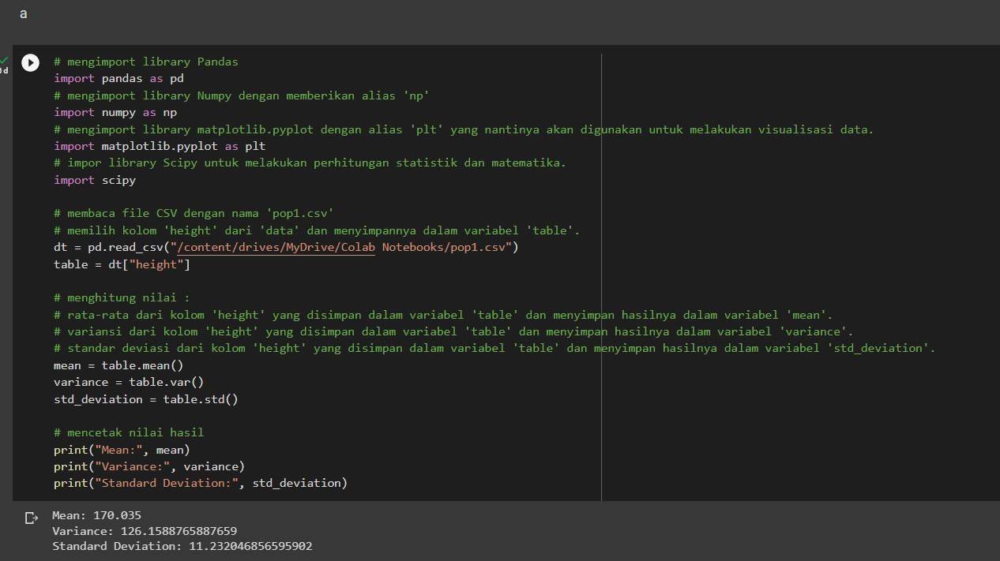 a
# mengimport library Pandas
import pandas as pd
# mengimport library Numpy dengan memberikan alias 'np'
import numpy as np
# mengimport library matplotlib.pyplot dengan alias 'plt' yang nantinya akan digunakan untuk melakukan visualisasi data.
import matplotlib.pyplot as plt
# impor library Scipy untuk melakukan perhitungan statistik dan matematika.
import scipy
# membaca file CSV dengan nama 'pop1.csv'
# memilih kolom 'height' dari 'data' dan menyimpannya dalam variabel 'table'.
dt = pd.read_csv("/content/drives/MyDrive/Colab Notebooks/pop1.csv")
table = dt["height"]
# menghitung nilai :
# rata-rata dari kolom 'height' yang disimpan dalam variabel 'table' dan menyimpan hasilnya dalam variabel 'mean'.
# variansi dari kolom 'height' yang disimpan dalam variabel 'table' dan menyimpan hasilnya dalam variabel 'variance'.
# standar deviasi dari kolom 'height' yang disimpan dalam variabel 'table' dan menyimpan hasilnya dalam variabel 'std_deviation'.
mean = table.mean()
variance = table.var()
std_deviation = table.std()
# mencetak nilai hasil
print("Mean:", mean)
print("Variance:", variance)
print("Standard Deviation:", std_deviation)
Mean: 170.035
Variance: 126.1588765887659
Standard Deviation: 11.232046856595902